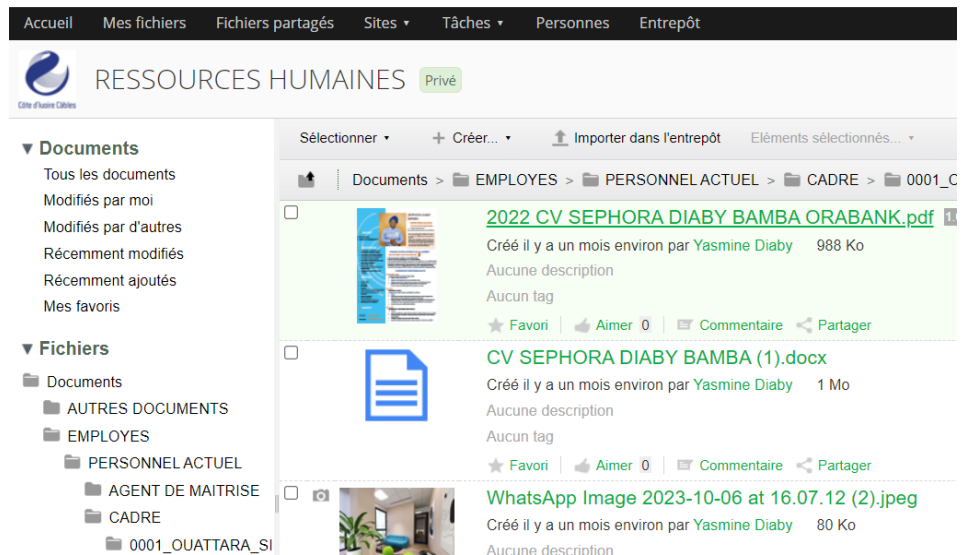 Accueil Mes fichiers Fichiers partagés Sites Tâches Personnes Entrepôt
Côte d'Ivoire Câbles
RESSOURCES HUMAINES Privé
Documents
Tous les documents
Modifiés par moi
Modifiés par d'autres
Récemment modifiés
Récemment ajoutés
Mes favoris
Fichiers
Documents
AUTRES DOCUMENTS
EMPLOYES
PERSONNEL ACTUEL
AGENT DE MAITRISE
CADRE
0001_OUATTARA_SI
Sélectionner + Créer... Importer dans l'entrepôt Eléments sélectionnés...
Documents > EMPLOYES > PERSONNEL ACTUEL > CADRE > 0001_
2022 CV SEPHORA DIABY BAMBA ORABANK.pdf
Créé il y a un mois environ par Yasmine Diaby 988 Ko
Aucune description
Aucun tag
Favori Aimer 0 Commentaire Partager
CV SEPHORA DIABY BAMBA (1).docx
Créé il y a un mois environ par Yasmine Diaby 1 Mo
Aucune description
Aucun tag
Favori Aimer 0 Commentaire Partager
WhatsApp Image 2023-10-06 at 16.07.12 (2).jpeg
Créé il y a un mois environ par Yasmine Diaby 80 Ko
Aucune description